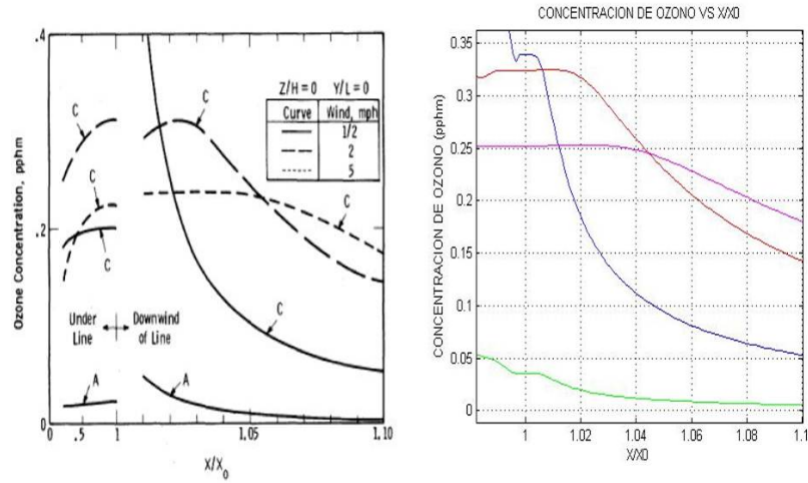 .4
.2
0
Ozone Concentration, pphm
Z/H = 0 Y/L = 0
Curve Wind, mph
1/2
2
5
C
C
C
C
C
C
A
A
Under Line
Downwind of Line
0 .5 1 1.05 1.10
X/X0
CONCENTRACION DE OZONO VS X/X0
CONCENTRACION DE OZONO (pphm)
0.35
0.3
0.25
0.2
0.15
0.1
0.05
0
1 1.02 1.04 1.06 1.08 1.1
X/X0